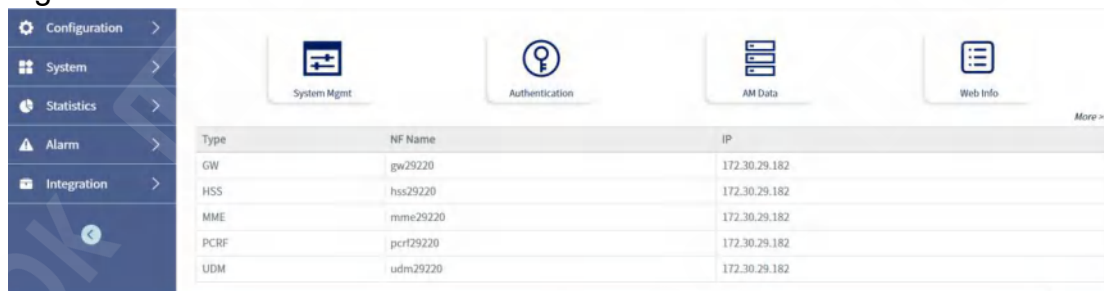 Configuration
System
Statistics
Alarm
Integration
System Mgmt
Authentication
AM Data
Web Info
More >
Type NF Name IP
GW gw29220 172.30.29.182
HSS hss29220 172.30.29.182
MME mme29220 172.30.29.182
PCRF pcrf29220 172.30.29.182
UDM udm29220 172.30.29.182